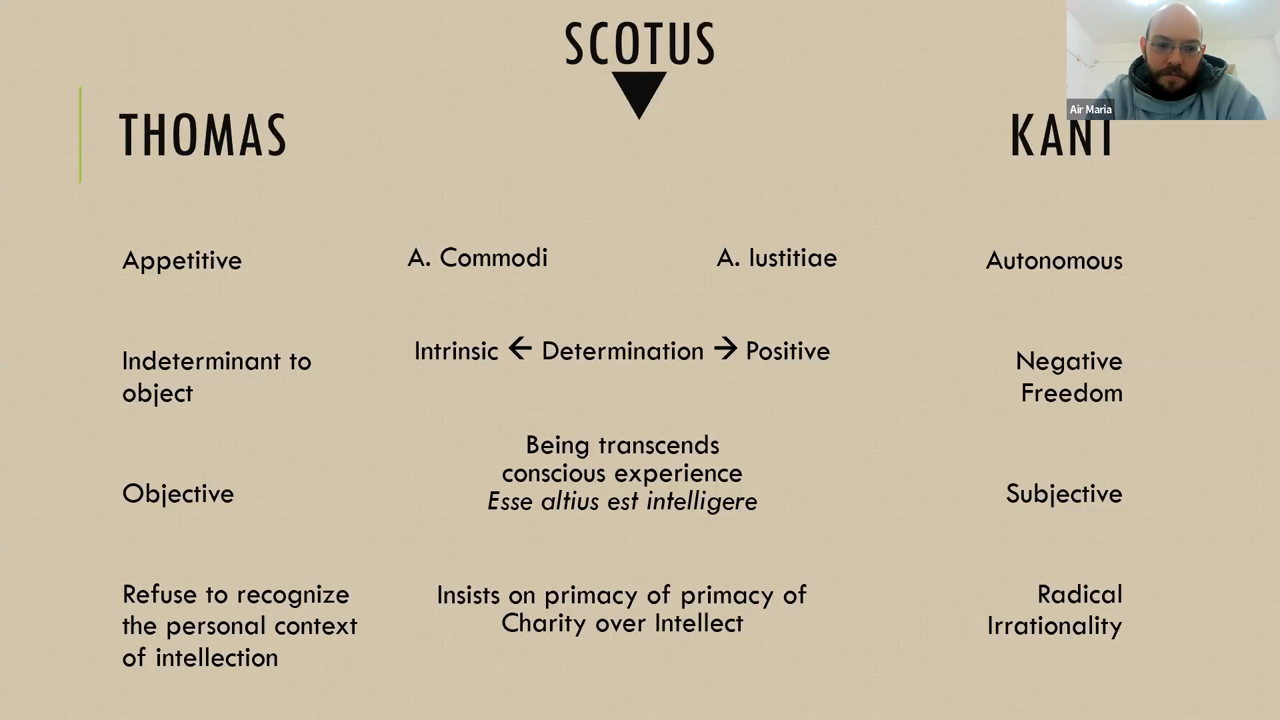 SCOTUS
Air Maria
THOMAS
KANT
Appetitive
A. Commodi
A. Iustitiae
Autonomous
Intrinsic ← Determination → Positive
Indeterminant to
object
Negative
Freedom
Being transcends
conscious experience
Esse altius est intelligere
Objective
Subjective
Refuse to recognize
the personal context
of intellection
Insists on primacy of primacy of
Charity over Intellect
Radical
Irrationality